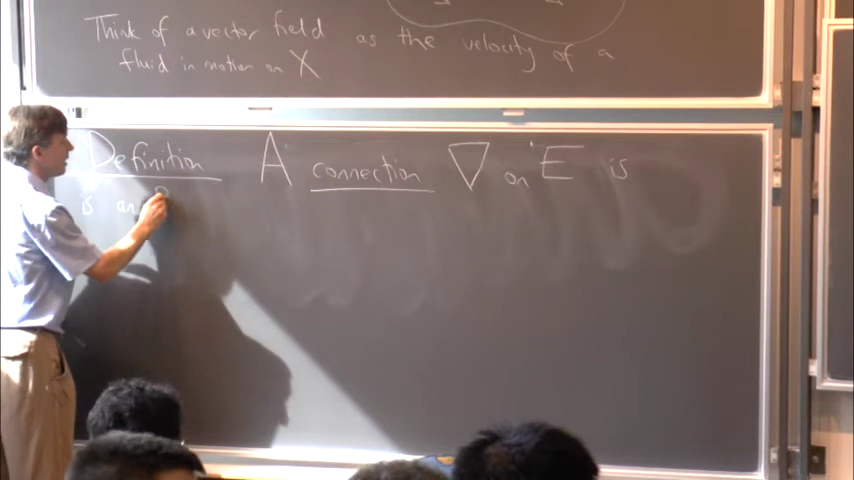 Think of a vector field as the velocity of a
fluid in motion on X
Definition A connection ∇ on E is
is an